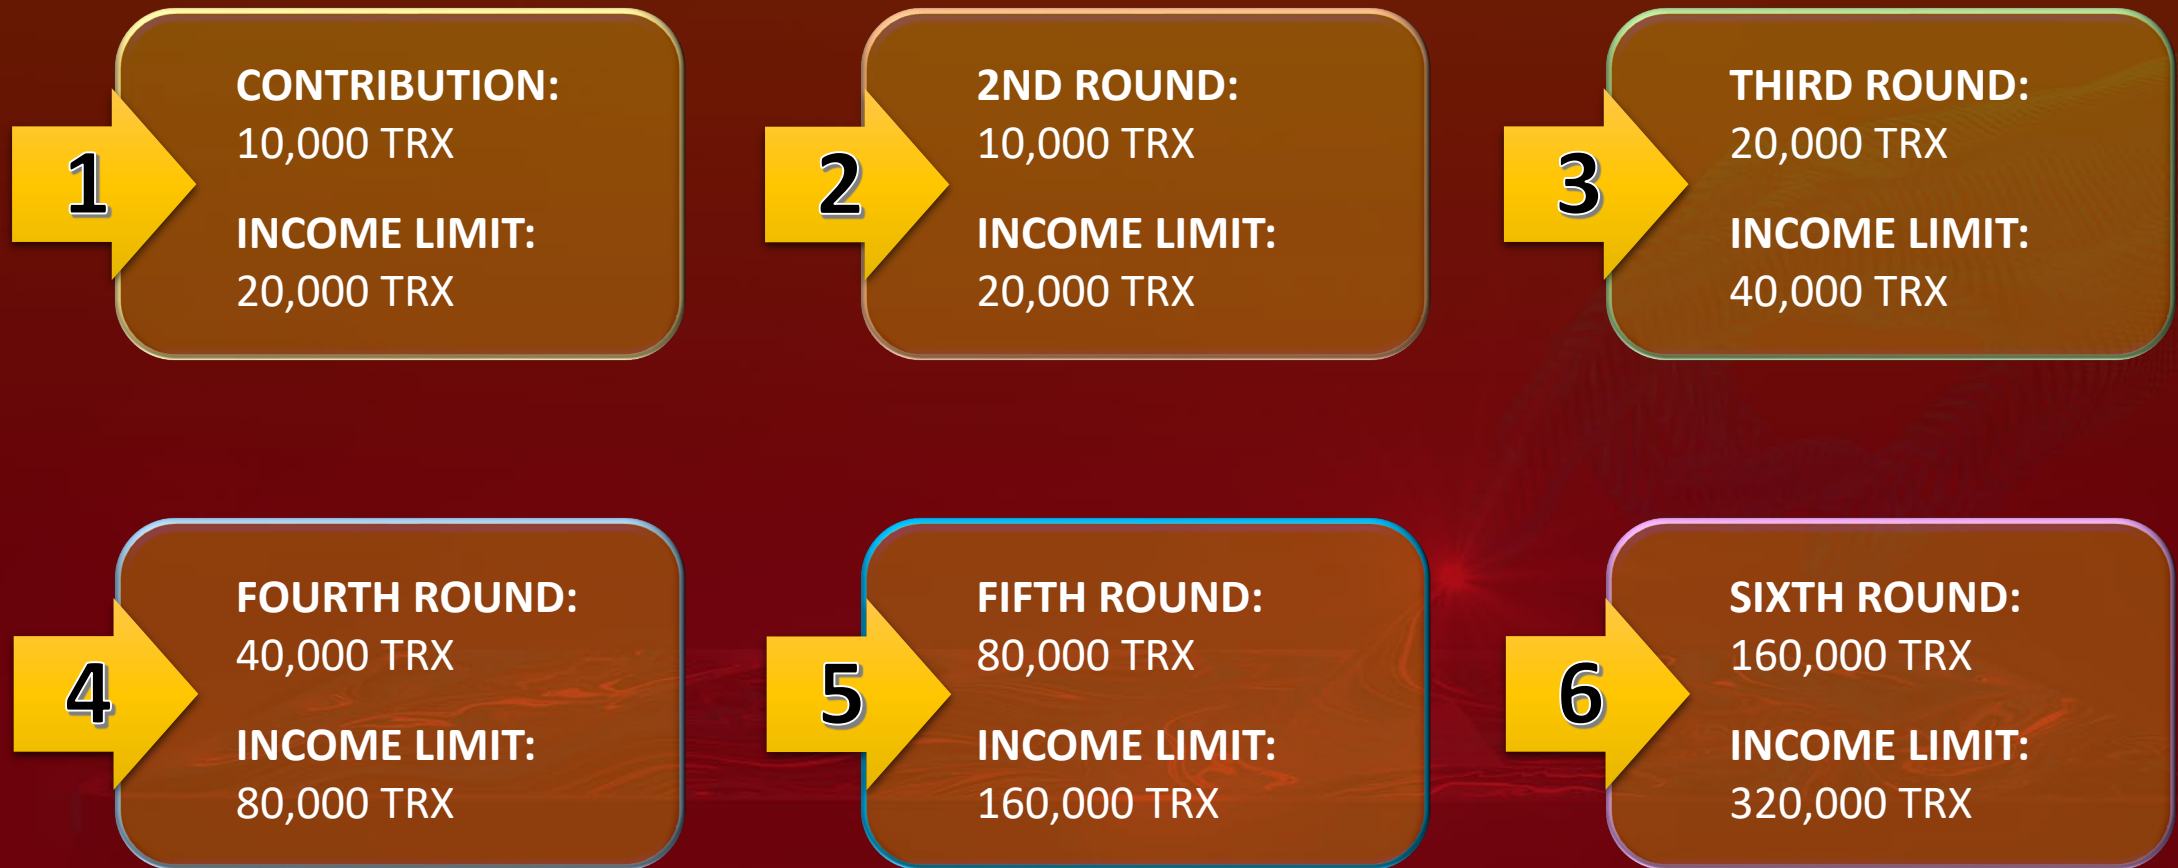 1
CONTRIBUTION:
10,000 TRX
INCOME LIMIT:
20,000 TRX
2
2ND ROUND:
10,000 TRX
INCOME LIMIT:
20,000 TRX
3
THIRD ROUND:
20,000 TRX
INCOME LIMIT:
40,000 TRX
4
FOURTH ROUND:
40,000 TRX
INCOME LIMIT:
80,000 TRX
5
FIFTH ROUND:
80,000 TRX
INCOME LIMIT:
160,000 TRX
6
SIXTH ROUND:
160,000 TRX
INCOME LIMIT:
320,000 TRX